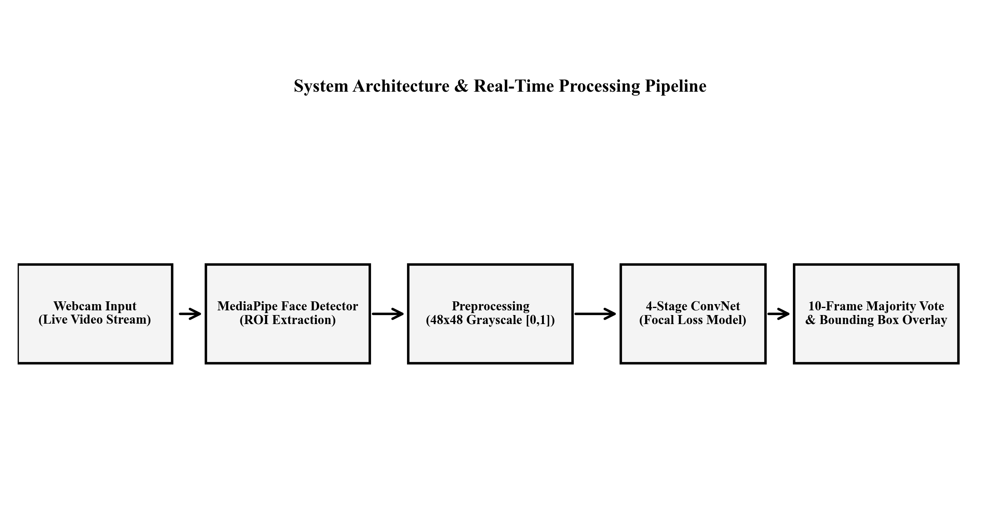 System Architecture & Real-Time Processing Pipeline
Webcam Input
(Live Video Stream)
MediaPipe Face Detector
(ROI Extraction)
Preprocessing
(48x48 Grayscale [0,1])
4-Stage ConvNet
(Focal Loss Model)
10-Frame Majority Vote
& Bounding Box Overlay